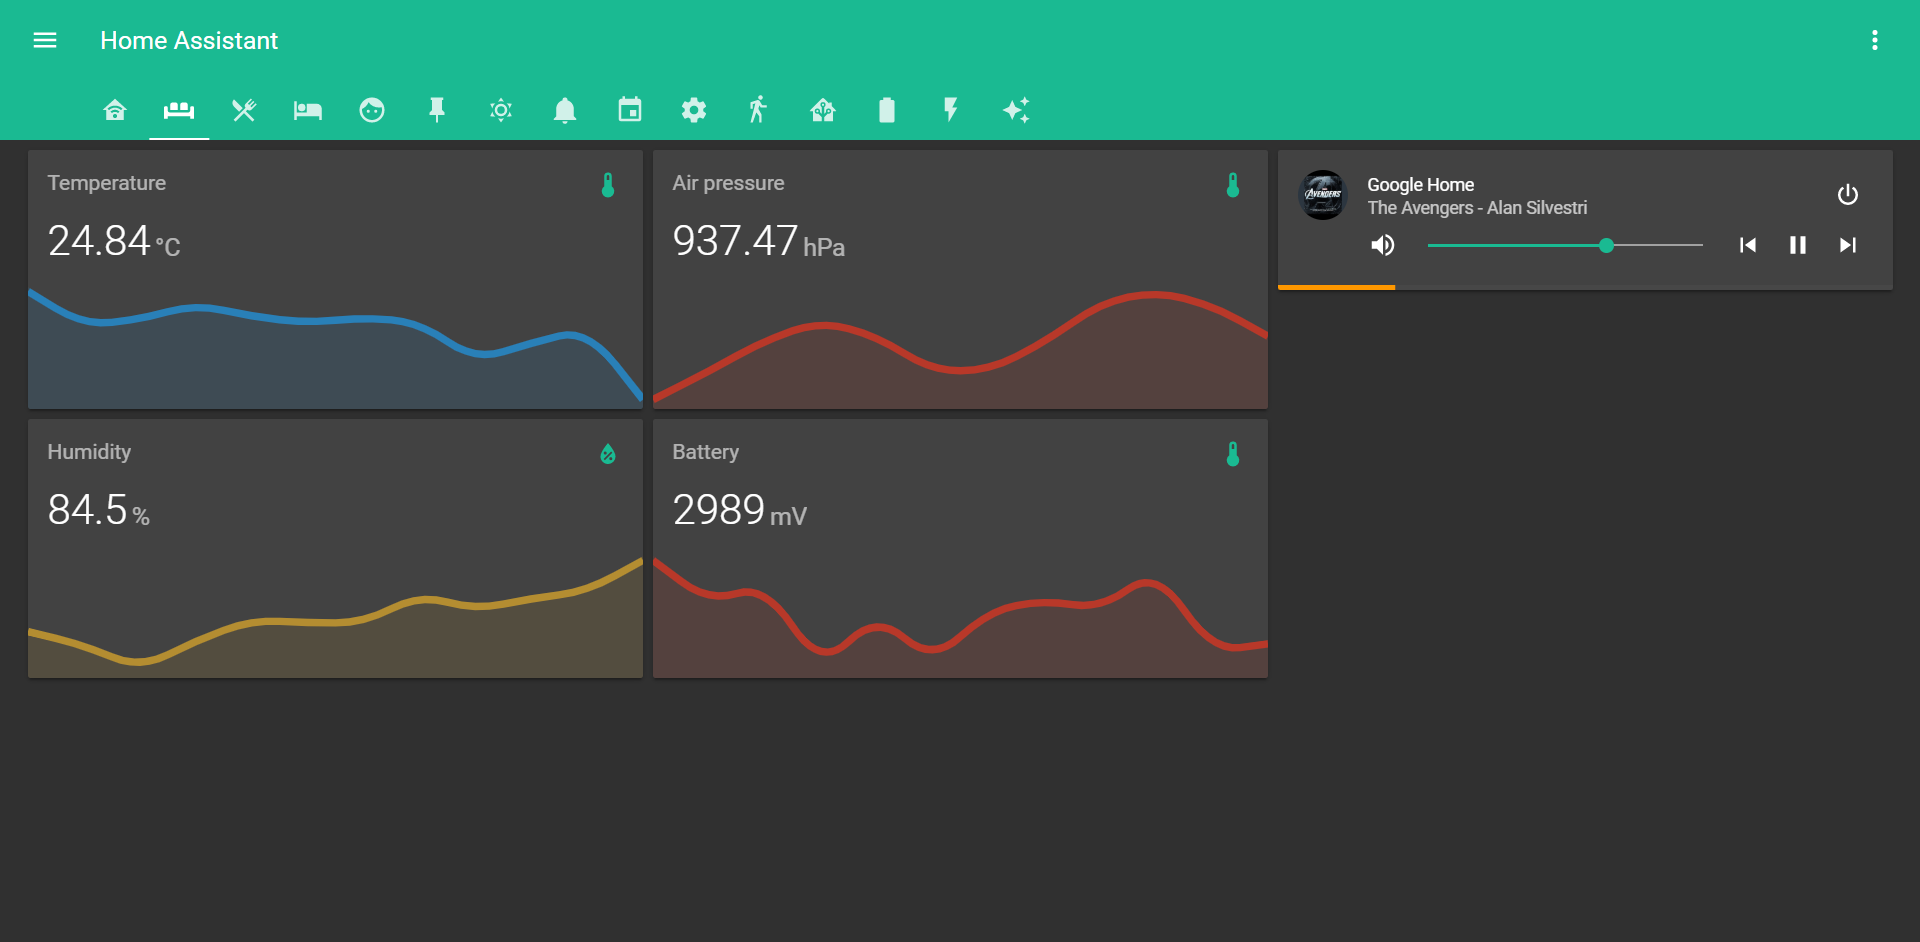 Home Assistant
Temperature
24.84 °C
Air pressure
937.47 hPa
AVENGERS
Google Home
The Avengers - Alan Silvestri
Humidity
84.5 %
Battery
2989 mV